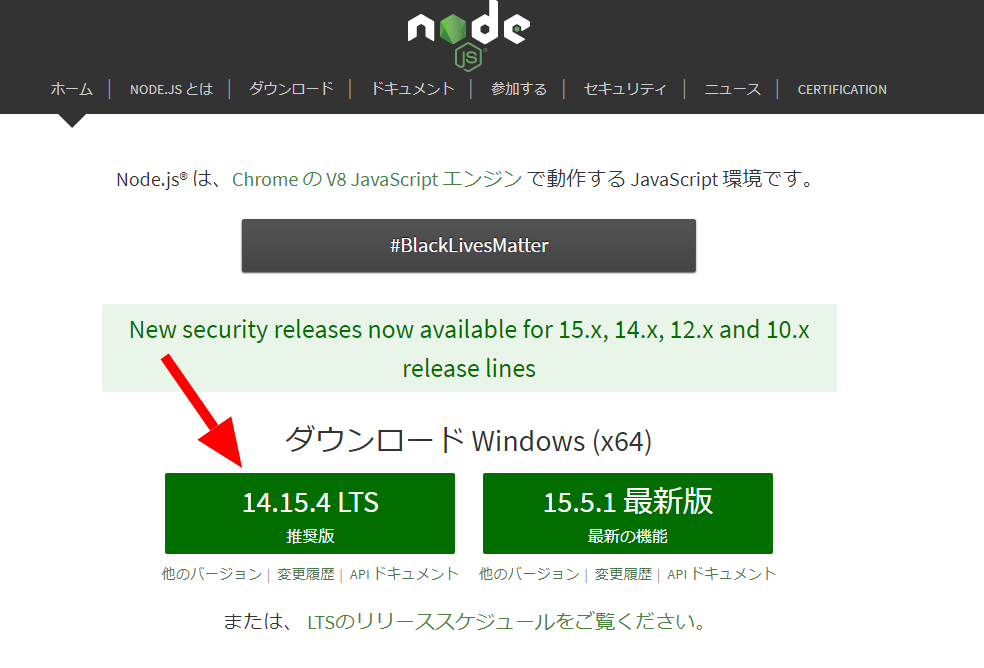 node
JS
ホーム | NODE.JS とは | ダウンロード | ドキュメント | 参加する | セキュリティ | ニュース | CERTIFICATION
Node.js® は、Chrome の V8 JavaScript エンジン で動作する JavaScript 環境です。
#BlackLivesMatter
New security releases now available for 15.x, 14.x, 12.x and 10.x
release lines
ダウンロード Windows (x64)
14.15.4 LTS 15.5.1 最新版
推奨版 最新の機能
他のバージョン | 変更履歴 | API ドキュメント 他のバージョン | 変更履歴 | API ドキュメント
または、 LTSのリリーススケジュールをご覧ください。